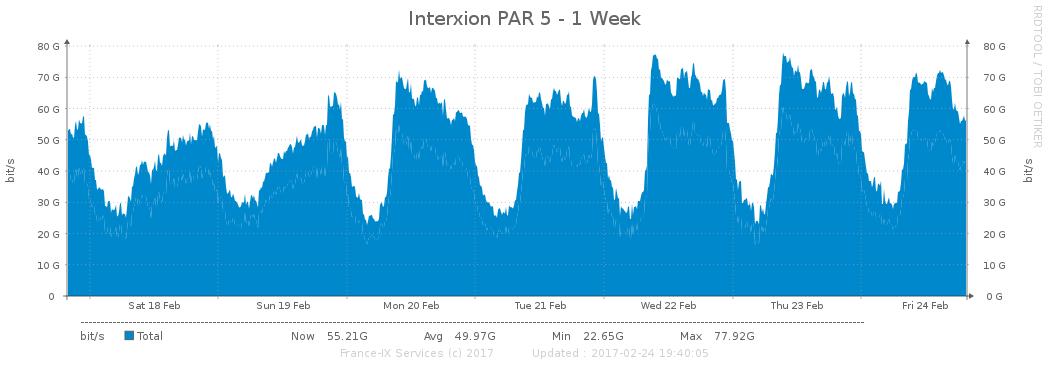 Interxion PAR 5 - 1 Week
RRDTOOL / TOBI OETIKER
bit/s
bit/s
80 G 80 G
70 G 70 G
60 G 60 G
50 G 50 G
40 G 40 G
30 G 30 G
20 G 20 G
10 G 10 G
0 0 G
Sat 18 Feb Sun 19 Feb Mon 20 Feb Tue 21 Feb Wed 22 Feb Thu 23 Feb Fri 24 Feb
bit/s Total Now 55.21G Avg 49.97G Min 22.65G Max 77.92G
France-IX Services (c) 2017 Updated : 2017-02-24 19:40:05